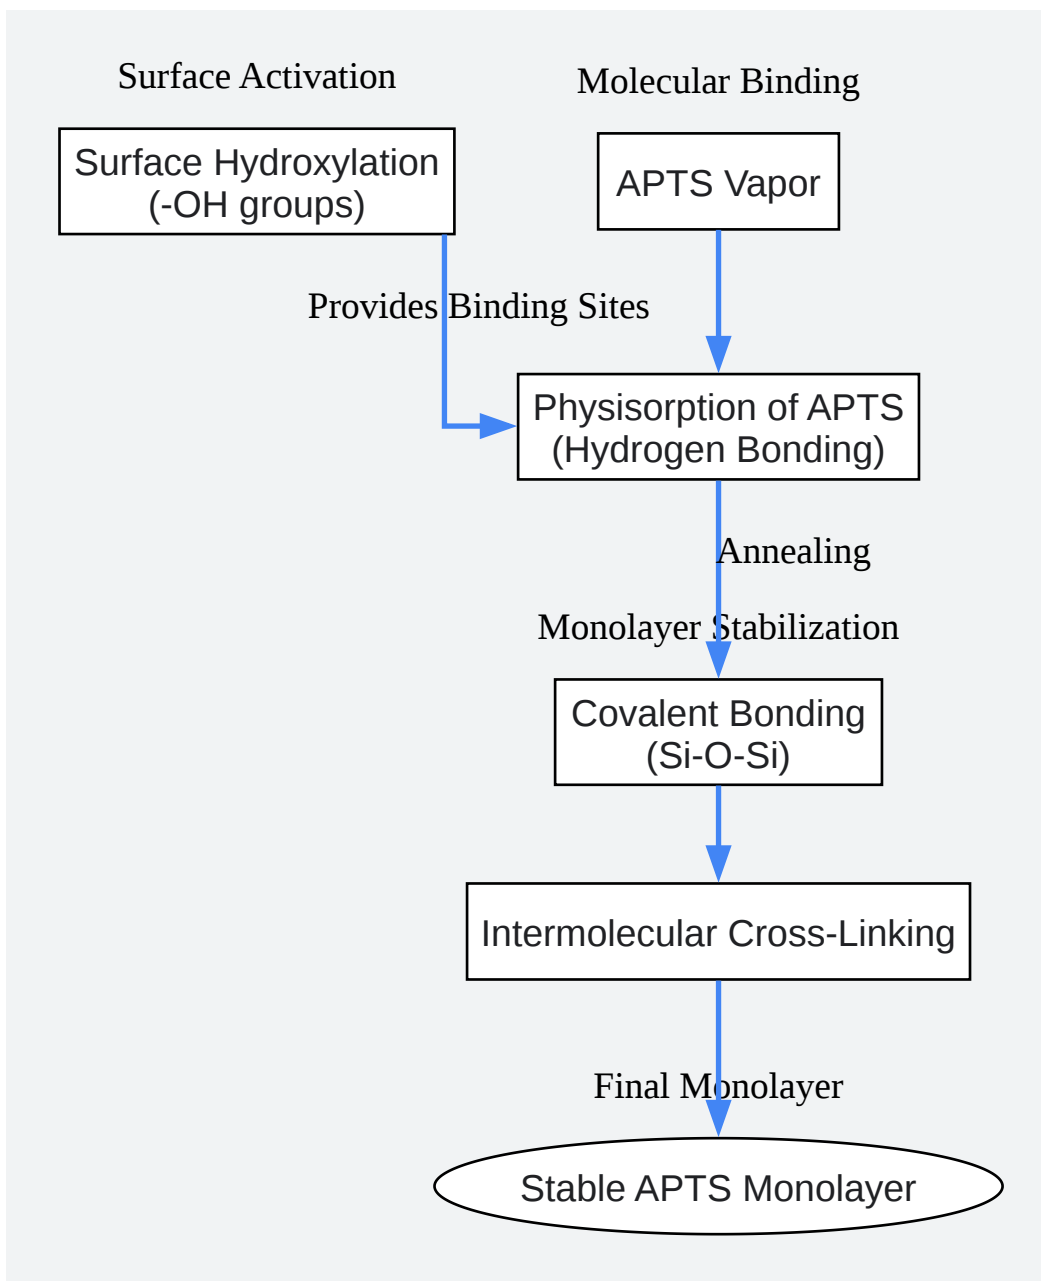 Surface Activation
Molecular Binding
Surface Hydroxylation
(-OH groups)
APTS Vapor
Provides Binding Sites
Physisorption of APTS
(Hydrogen Bonding)
Annealing
Monolayer Stabilization
Covalent Bonding
(Si-O-Si)
Intermolecular Cross-Linking
Final Monolayer
Stable APTS Monolayer